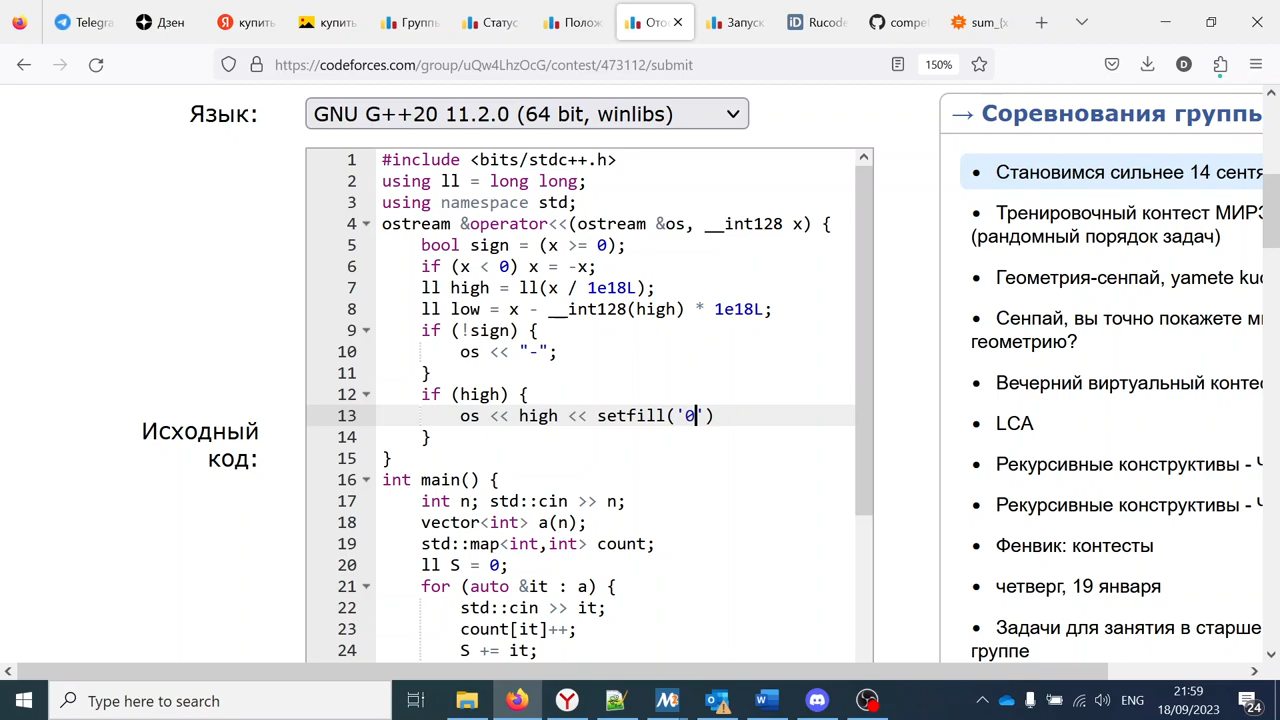 Telegra
Дзен
купить
купить
Группь
Статус
Полож
Отос
Запуск
Rucode
compet
sum_{x
https://codeforces.com/group/uQw4LhzOcG/contest/473112/submit
150%
Язык:
GNU G++20 11.2.0 (64 bit, winlibs)
Исходный
код:
1 #include <bits/stdc++.h>
2 using ll = long long;
3 using namespace std;
4 ostream &operator<<(ostream &os, __int128 x) {
5 bool sign = (x >= 0);
6 if (x < 0) x = -x;
7 ll high = ll(x / 1e18L);
8 ll low = x - __int128(high) * 1e18L;
9 if (!sign) {
10 os << "-";
11 }
12 if (high) {
13 os << high << setfill('0')
14 }
15 }
16 int main() {
17 int n; std::cin >> n;
18 vector<int> a(n);
19 std::map<int,int> count;
20 ll S = 0;
21 for (auto &it : a) {
22 std::cin >> it;
23 count[it]++;
24 S += it;
→ Соревнования группы
Становимся сильнее 14 сентя
Тренировочный контест МИРЭ
(рандомный порядок задач)
Геометрия-сенпай, yamete kud
Сенпай, вы точно покажете м
геометрию?
Вечерний виртуальный контес
LCA
Рекурсивные конструктивы - Ч
Рекурсивные конструктивы - Ч
Фенвик: контесты
четверг, 19 января
Задачи для занятия в старше
группе
Type here to search
ENG
21:59
18/09/2023
24